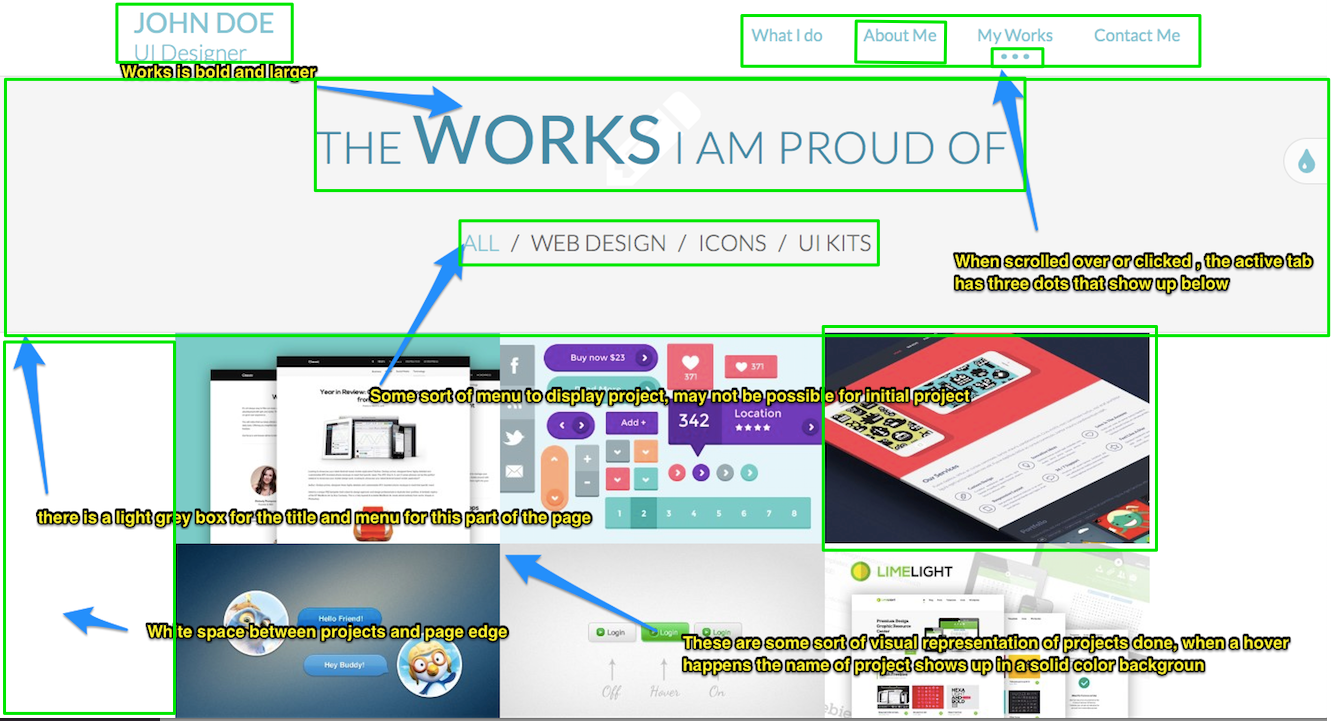 JOHN DOE
UI Designer
What I do About Me My Works Contact Me
Works is bold and larger
THE WORKS I AM PROUD OF
ALL / WEB DESIGN / ICONS / UI KITS
When scrolled over or clicked , the active tab
has three dots that show up below
Buy now $23
371
371
Year in Review:
Some sort of menu to display project, may not be possible for initial project
Location
342
Add +
Our Services
1 2 3 4 5 6 7 8
there is a light grey box for the title and menu for this part of the page
Portfolio
LIMELIGHT
Hello Friend!
Login Login Login
White space between projects and page edge
These are some sort of visual representation of projects done, when a hover
happens the name of project shows up in a solid color backgroun
Hey Buddy!
Off Hover On